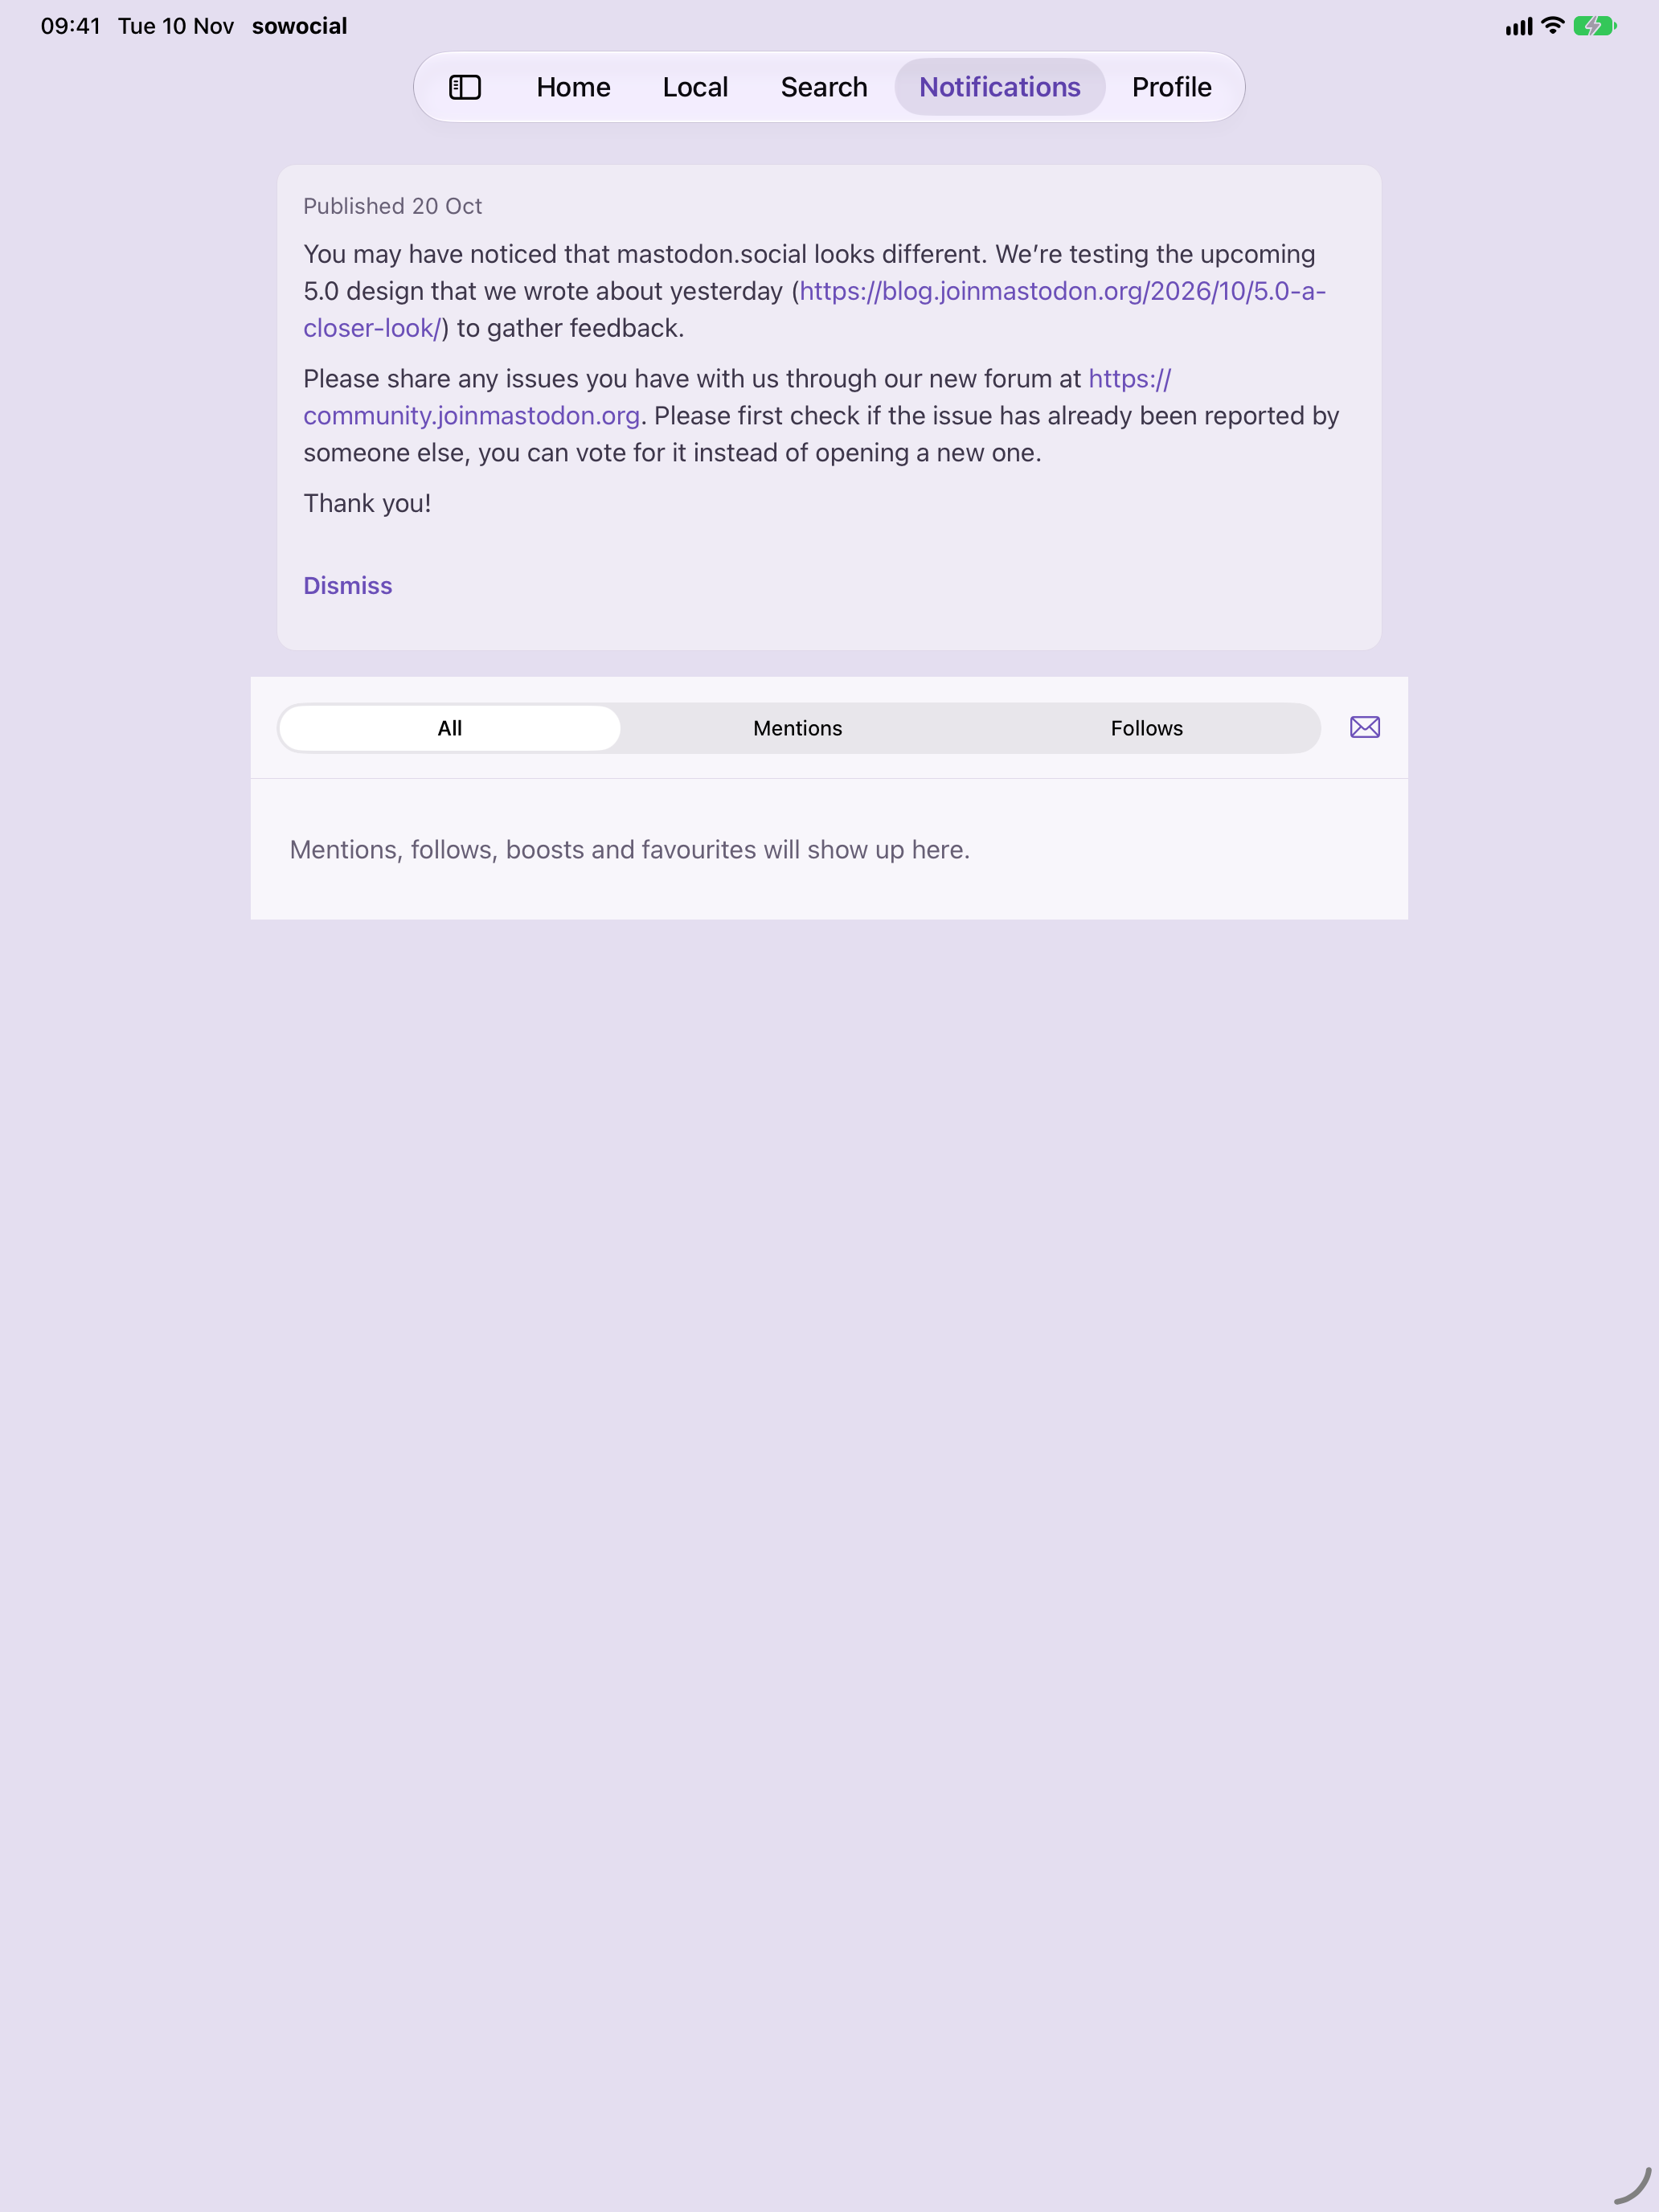 09:41 Tue 10 Nov sowocial
Home Local Search Notifications Profile
Published 20 Oct
You may have noticed that mastodon.social looks different. We’re testing the upcoming
5.0 design that we wrote about yesterday (https://blog.joinmastodon.org/2026/10/5.0-a-
closer-look/) to gather feedback.
Please share any issues you have with us through our new forum at https://
community.joinmastodon.org. Please first check if the issue has already been reported by
someone else, you can vote for it instead of opening a new one.
Thank you!
Dismiss
All Mentions Follows
Mentions, follows, boosts and favourites will show up here.